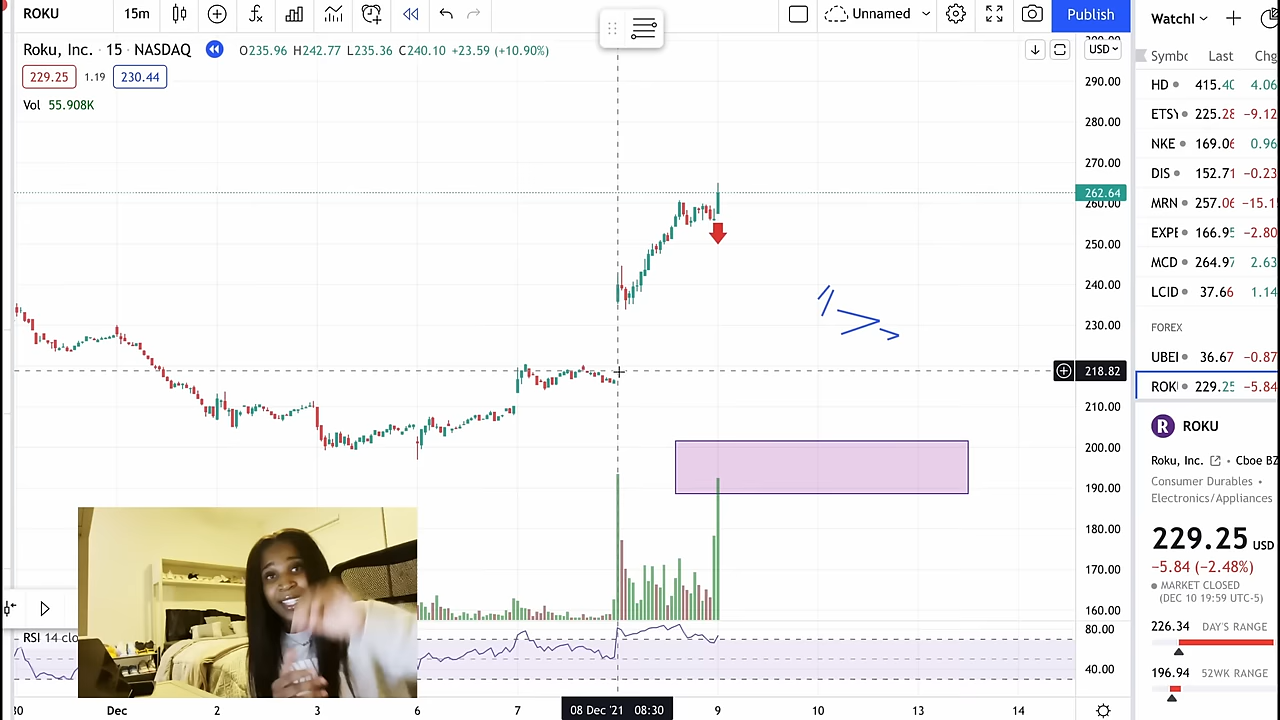 ROKU 15m Unnamed Publish
Roku, Inc. · 15 · NASDAQ O235.96 H242.77 L235.36 C240.10 +23.59 (+10.90%)
229.25 1.19 230.44
Vol 55.908K
USD
290.00
280.00
270.00
262.64
260.00
250.00
240.00
230.00
218.82
210.00
200.00
190.00
180.00
170.00
160.00
RSI 14 clo
80.00
40.00
Dec 2 3 6 7 08 Dec '21 08:30 9 10 13 14
Watchl
Symbc Last Chg
HD 415.40 4.06
ETSY 225.28 −9.12
NKE 169.06 0.96
DIS 152.71 −0.23
MRN 257.06 −15.1
EXPE 166.95 −2.80
MCD 264.97 2.63
LCID 37.66 1.14
FOREX
UBEI 36.67 −0.87
ROKI 229.25 −5.84
R ROKU
Roku, Inc. • Cboe BZ
Consumer Durables •
Electronics/Appliances
229.25 USD
−5.84 (−2.48%)
MARKET CLOSED
(DEC 10 19:59 UTC-5)
226.34 DAY'S RANGE
196.94 52WK RANGE